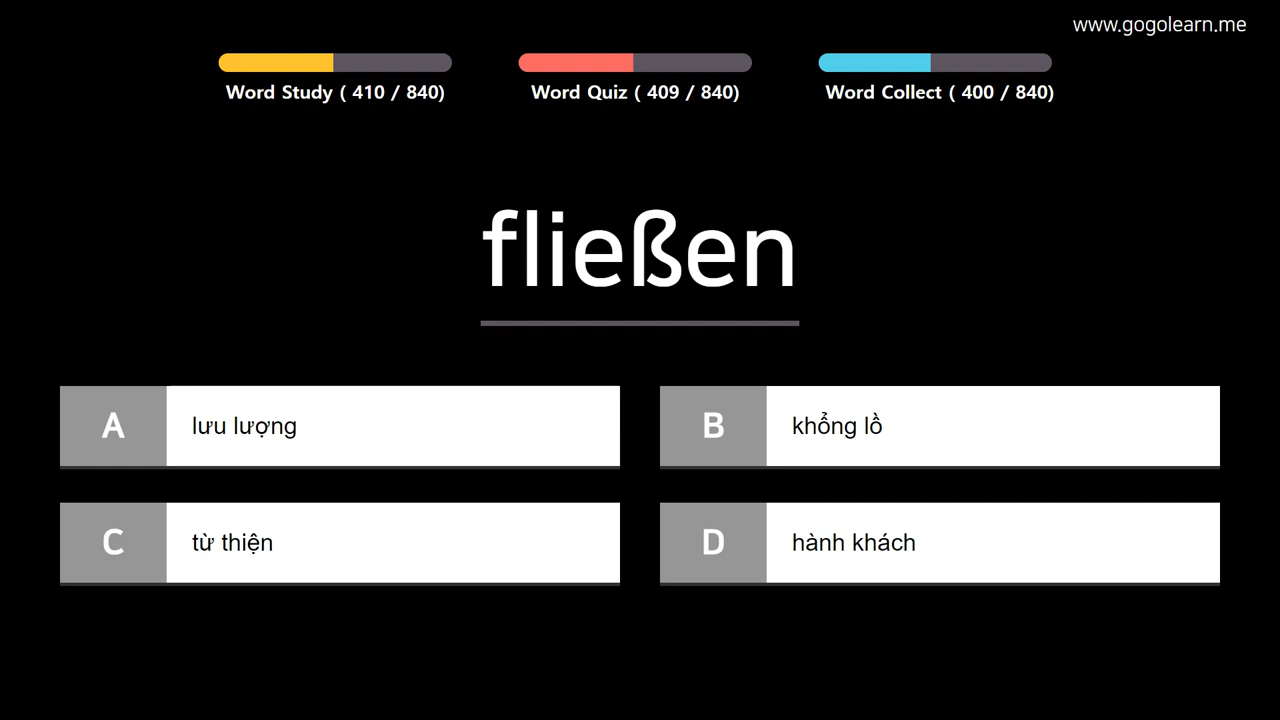 www.gogolearn.me
Word Study ( 410 / 840)
Word Quiz ( 409 / 840)
Word Collect ( 400 / 840)
fließen
A lưu lượng
B khổng lồ
C từ thiện
D hành khách